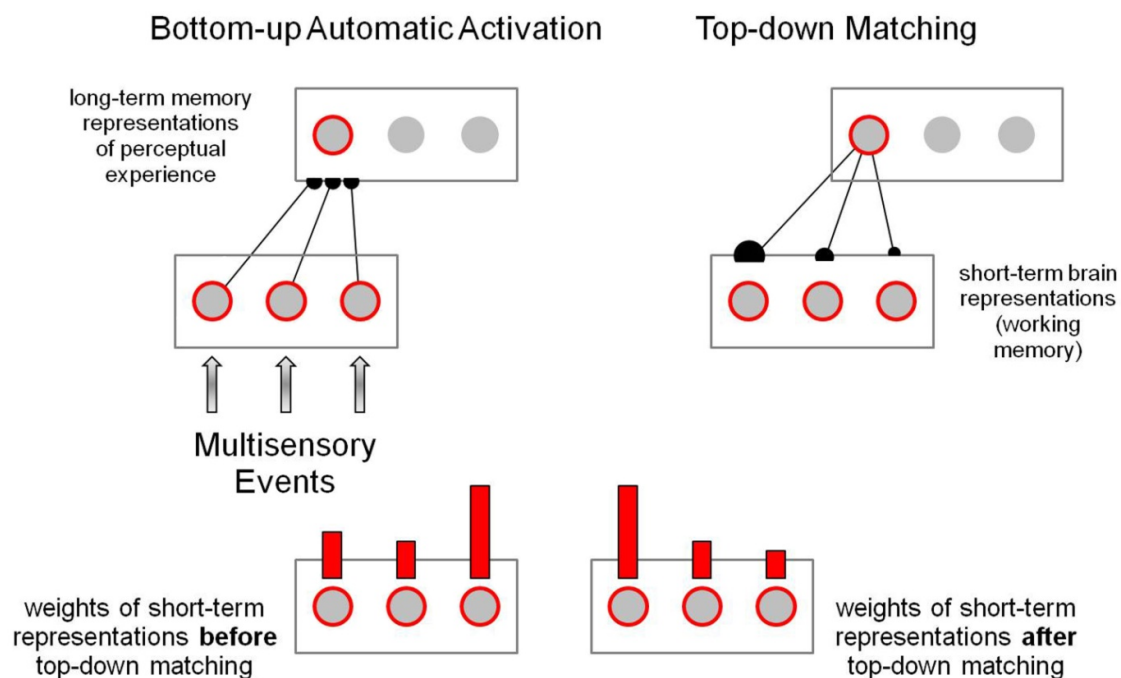 Bottom-up Automatic Activation
Top-down Matching
long-term memory
representations
of perceptual
experience
short-term brain
representations
(working
memory)
Multisensory
Events
weights of short-term
representations before
top-down matching
weights of short-term
representations after
top-down matching